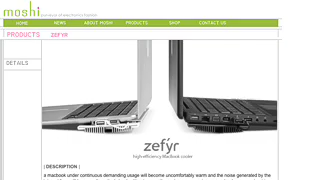 moshi
HOME NEWS ABOUT MOSHI PRODUCTS SHOP CONTACT US
PRODUCTS ZEFYR
DETAILS
zefyr
high-efficiency Macbook cooler
| DESCRIPTION |
a macbook under continuous demanding usage will become uncomfortably warm and the noise generated by the